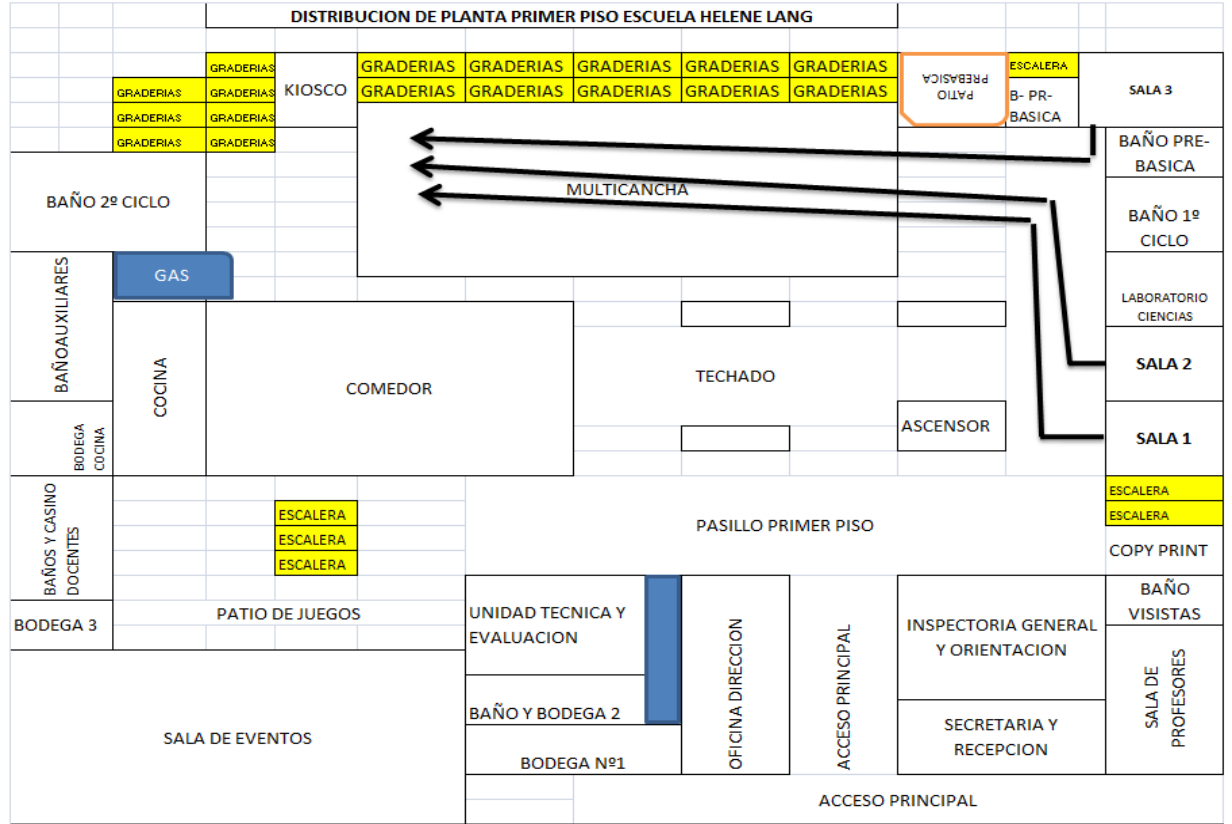 DISTRIBUCION DE PLANTA PRIMER PISO ESCUELA HELENE LANG
GRADERIAS
KIOSCO
GRADERIAS GRADERIAS GRADERIAS GRADERIAS GRADERIAS
PATIO
PREBASICA
ESCALERA
SALA 3
GRADERIAS GRADERIAS
GRADERIAS GRADERIAS GRADERIAS GRADERIAS GRADERIAS
B- PR-
BASICA
GRADERIAS GRADERIAS
GRADERIAS GRADERIAS
BAÑO PRE-
BASICA
BAÑO 2º CICLO
MULTICANCHA
BAÑO 1º
CICLO
BAÑOAUXILIARES
GAS
LABORATORIO
CIENCIAS
COCINA
COMEDOR
TECHADO
SALA 2
BODEGA
COCINA
ASCENSOR
SALA 1
BAÑOS Y CASINO
DOCENTES
ESCALERA
ESCALERA
ESCALERA
PASILLO PRIMER PISO
ESCALERA
ESCALERA
COPY PRINT
BODEGA 3
PATIO DE JUEGOS
UNIDAD TECNICA Y
EVALUACION
OFICINA DIRECCION
ACCESO PRINCIPAL
INSPECTORIA GENERAL
Y ORIENTACION
BAÑO
VISISTAS
SALA DE EVENTOS
BAÑO Y BODEGA 2
SECRETARIA Y
RECEPCION
SALA DE
PROFESORES
BODEGA Nº1
ACCESO PRINCIPAL